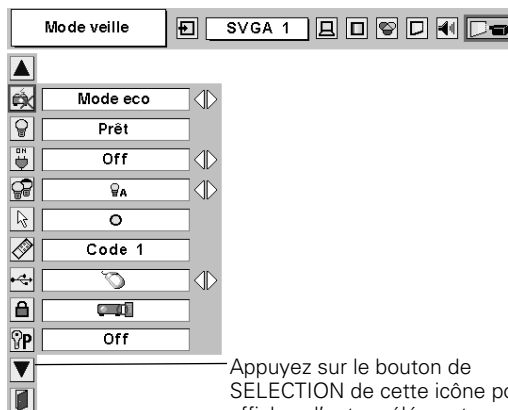 Mode veille
SVGA 1
Mode eco
Prêt
ON
Off
A
Code 1
P
Off
Appuyez sur le bouton de
SELECTION de cette icône